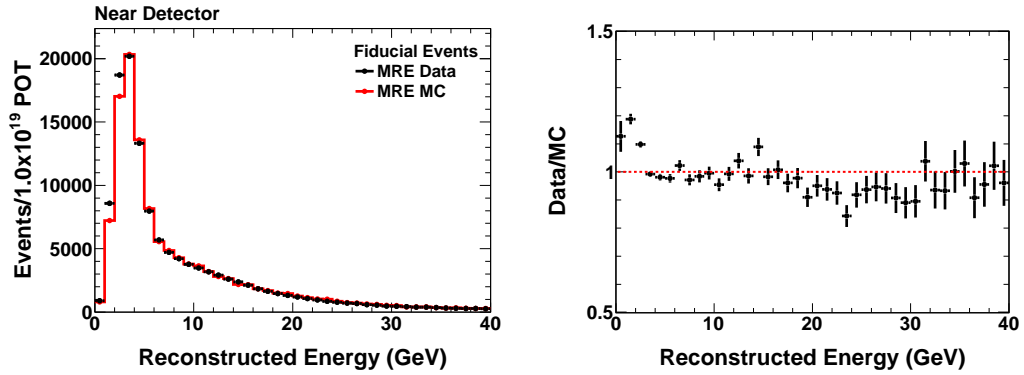 Near Detector
Events/1.0x10^19 POT
20000
15000
10000
5000
0
Fiducial Events
MRE Data
MRE MC
0 10 20 30 40
Reconstructed Energy (GeV)
Data/MC
1.5
1
0.5
0 10 20 30 40
Reconstructed Energy (GeV)